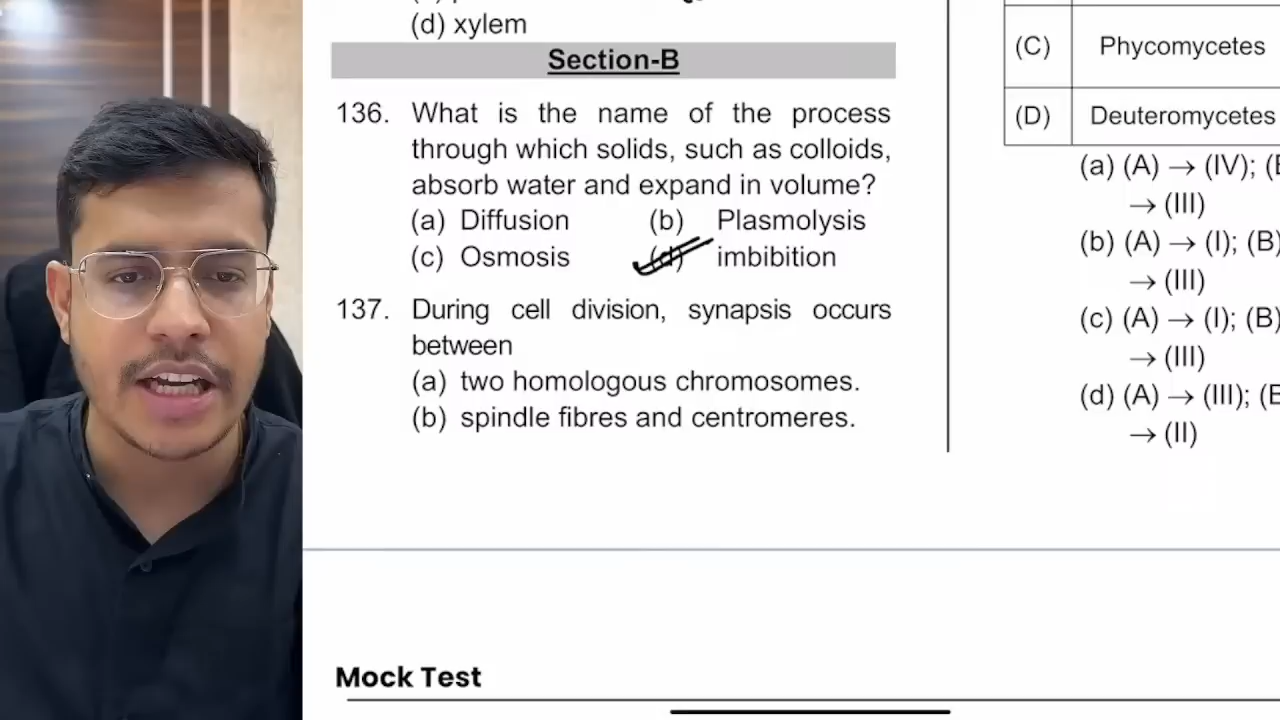 (d) xylem
Section-B
136. What is the name of the process
through which solids, such as colloids,
absorb water and expand in volume?
(a) Diffusion (b) Plasmolysis
(c) Osmosis (d) imbibition
137. During cell division, synapsis occurs
between
(a) two homologous chromosomes.
(b) spindle fibres and centromeres.
Mock Test
(C) Phycomycetes
(D) Deuteromycetes
(a) (A) → (IV);
→ (III)
(b) (A) → (I); (B)
→ (III)
(c) (A) → (I); (B)
→ (III)
(d) (A) → (III);
→ (II)